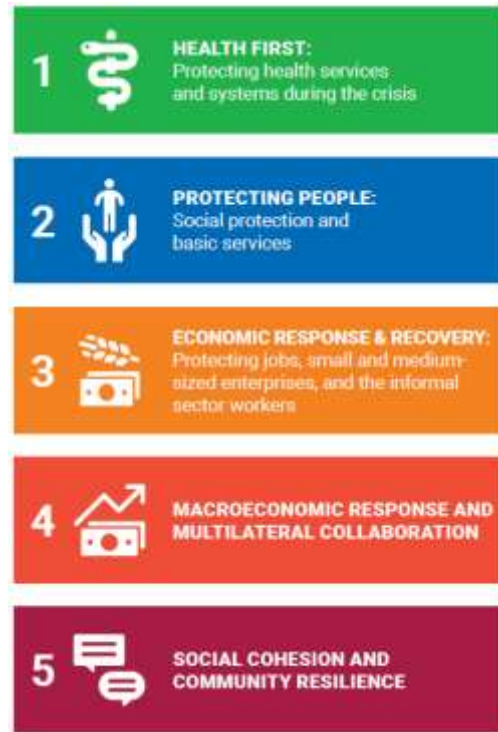 1
HEALTH FIRST:
Protecting health services
and systems during the crisis
2
PROTECTING PEOPLE:
Social protection and
basic services
3
ECONOMIC RESPONSE & RECOVERY:
Protecting jobs, small and medium-
sized enterprises, and the informal
sector workers
4
MACROECONOMIC RESPONSE AND
MULTILATERAL COLLABORATION
5
SOCIAL COHESION AND
COMMUNITY RESILIENCE